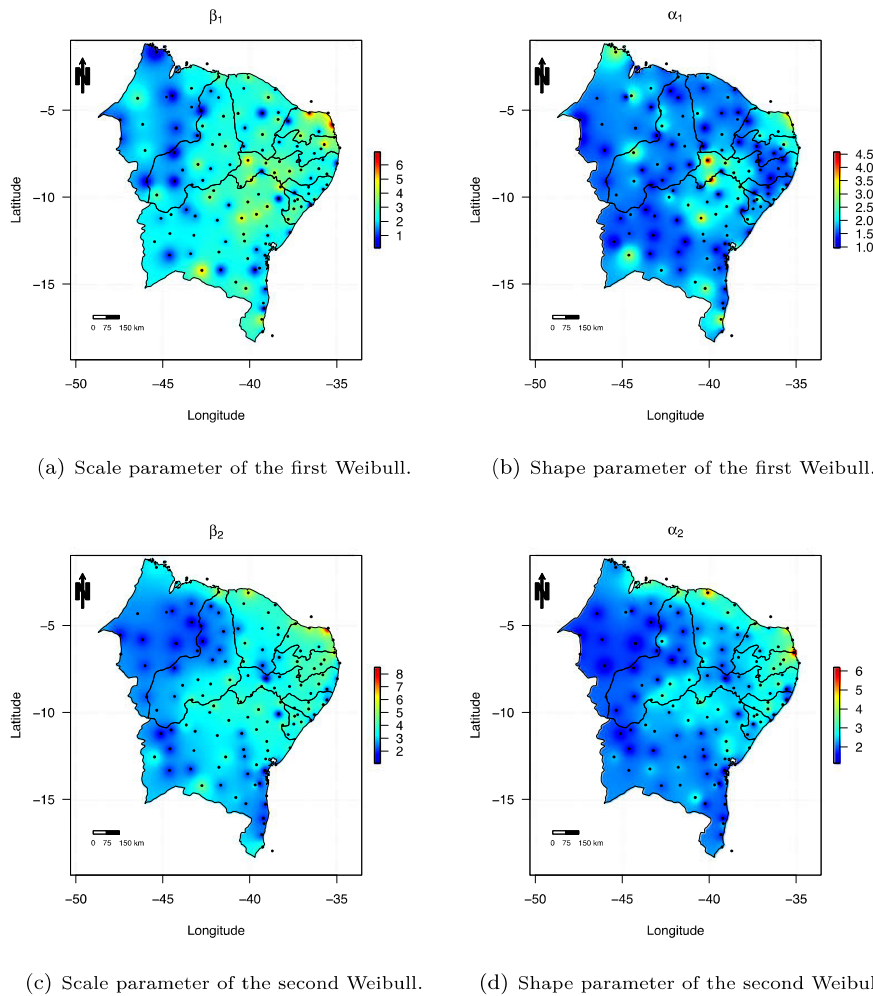 β1
α1
N
N
−5
−10
−15
Latitude
−5
−10
−15
Latitude
6
5
4
3
2
1
4.5
4.0
3.5
3.0
2.5
2.0
1.5
1.0
0 75 150 km
0 75 150 km
−50 −45 −40 −35
−50 −45 −40 −35
Longitude
Longitude
(a) Scale parameter of the first Weibull.
(b) Shape parameter of the first Weibull.
β2
α2
N
N
−5
−10
−15
Latitude
−5
−10
−15
Latitude
8
7
6
5
4
3
2
6
5
4
3
2
0 75 150 km
0 75 150 km
−50 −45 −40 −35
−50 −45 −40 −35
Longitude
Longitude
(c) Scale parameter of the second Weibull.
(d) Shape parameter of the second Weibul